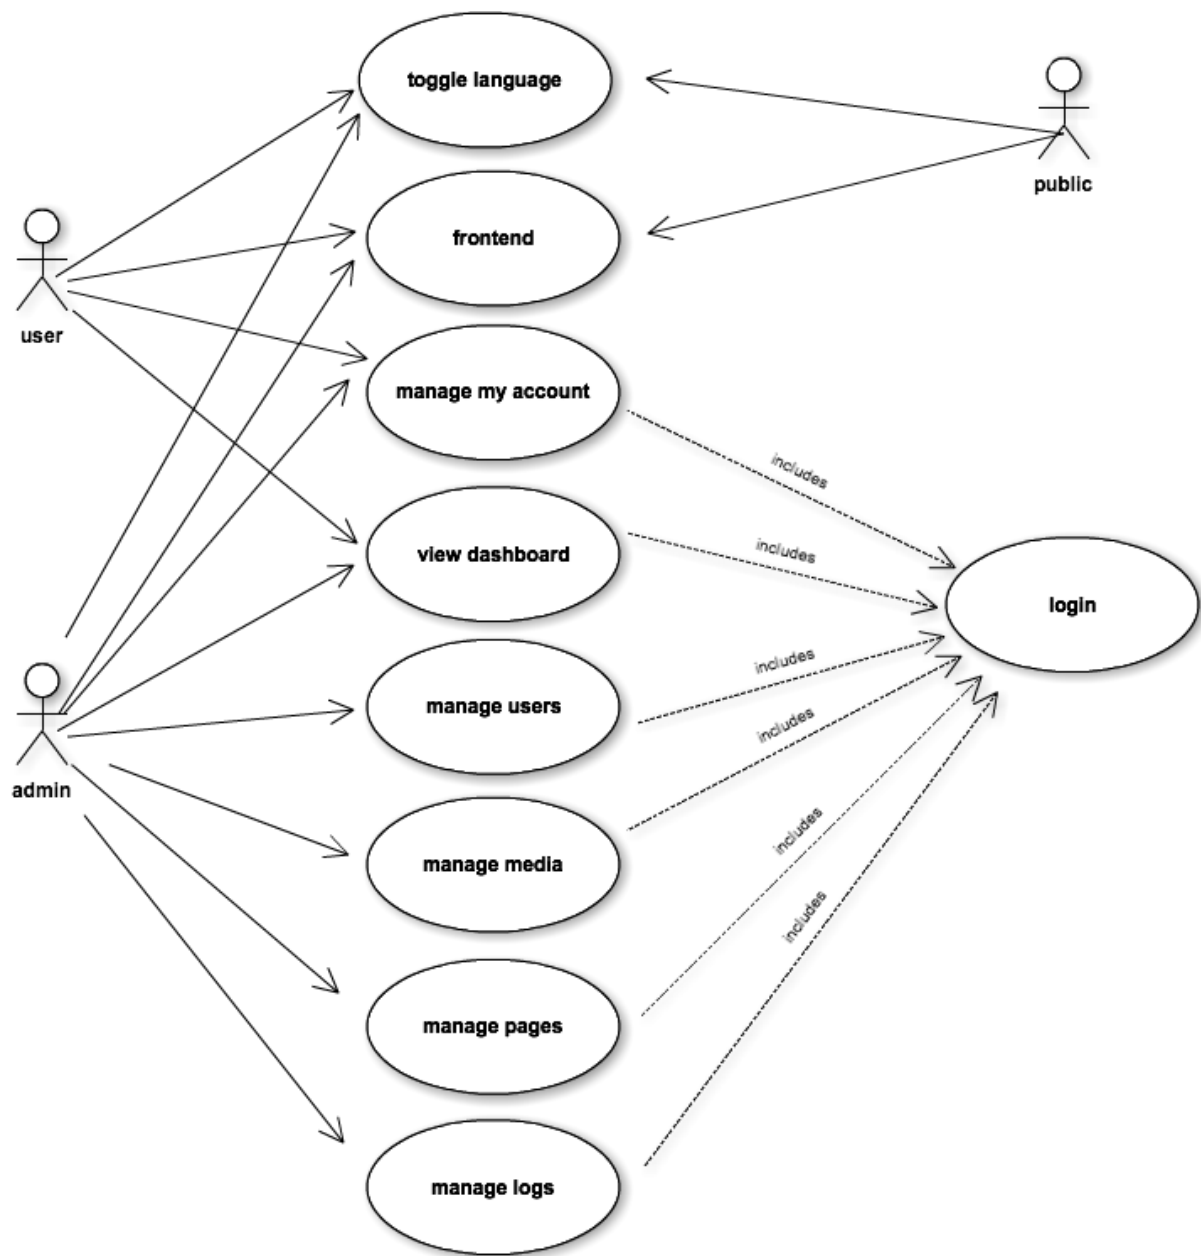 toggle language
public
frontend
user
manage my account
includes
view dashboard
includes
login
includes
manage users
includes
admin
includes
manage media
includes
manage pages
manage logs